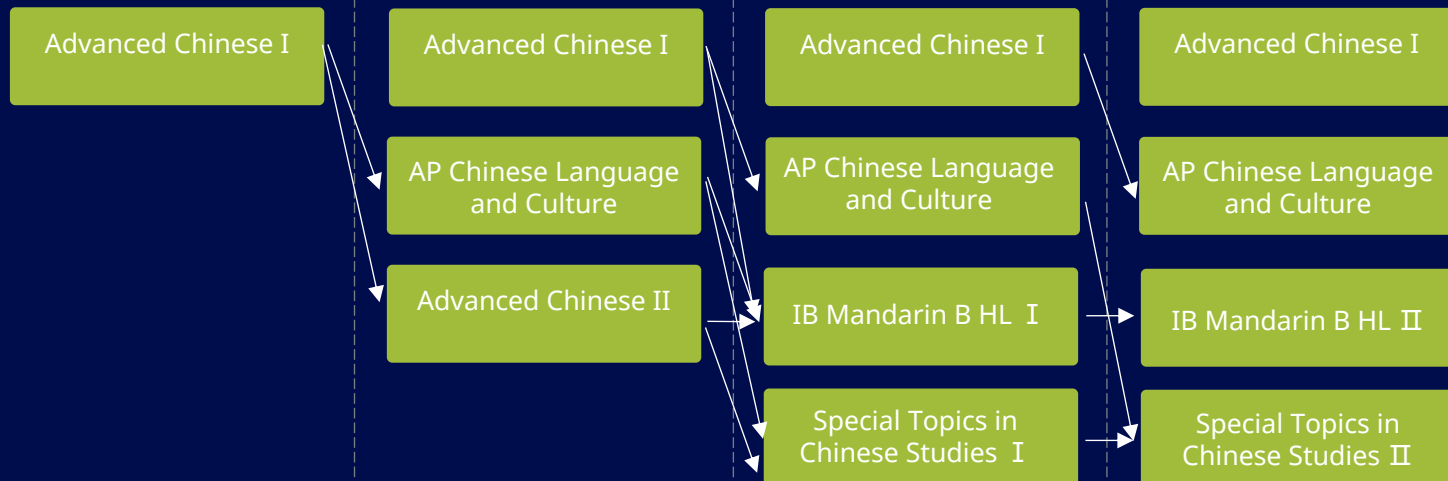 Advanced Chinese I
Advanced Chinese I
AP Chinese Language
and Culture
Advanced Chinese II
Advanced Chinese I
AP Chinese Language
and Culture
IB Mandarin B HL Ⅰ
Special Topics in
Chinese Studies Ⅰ
Advanced Chinese I
AP Chinese Language
and Culture
IB Mandarin B HL Ⅱ
Special Topics in
Chinese Studies Ⅱ